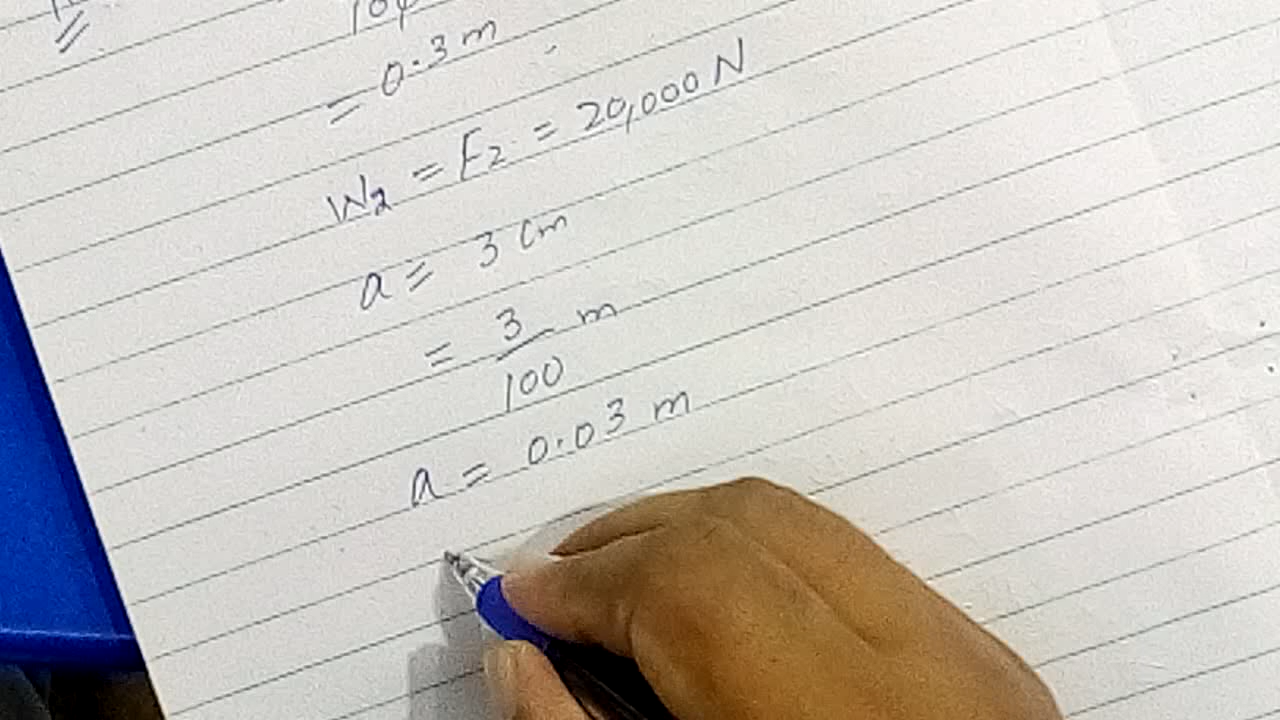 = 0.3 m
W2 = F2 = 20,000 N
a = 3 cm
= 3/100 m
a = 0.03 m